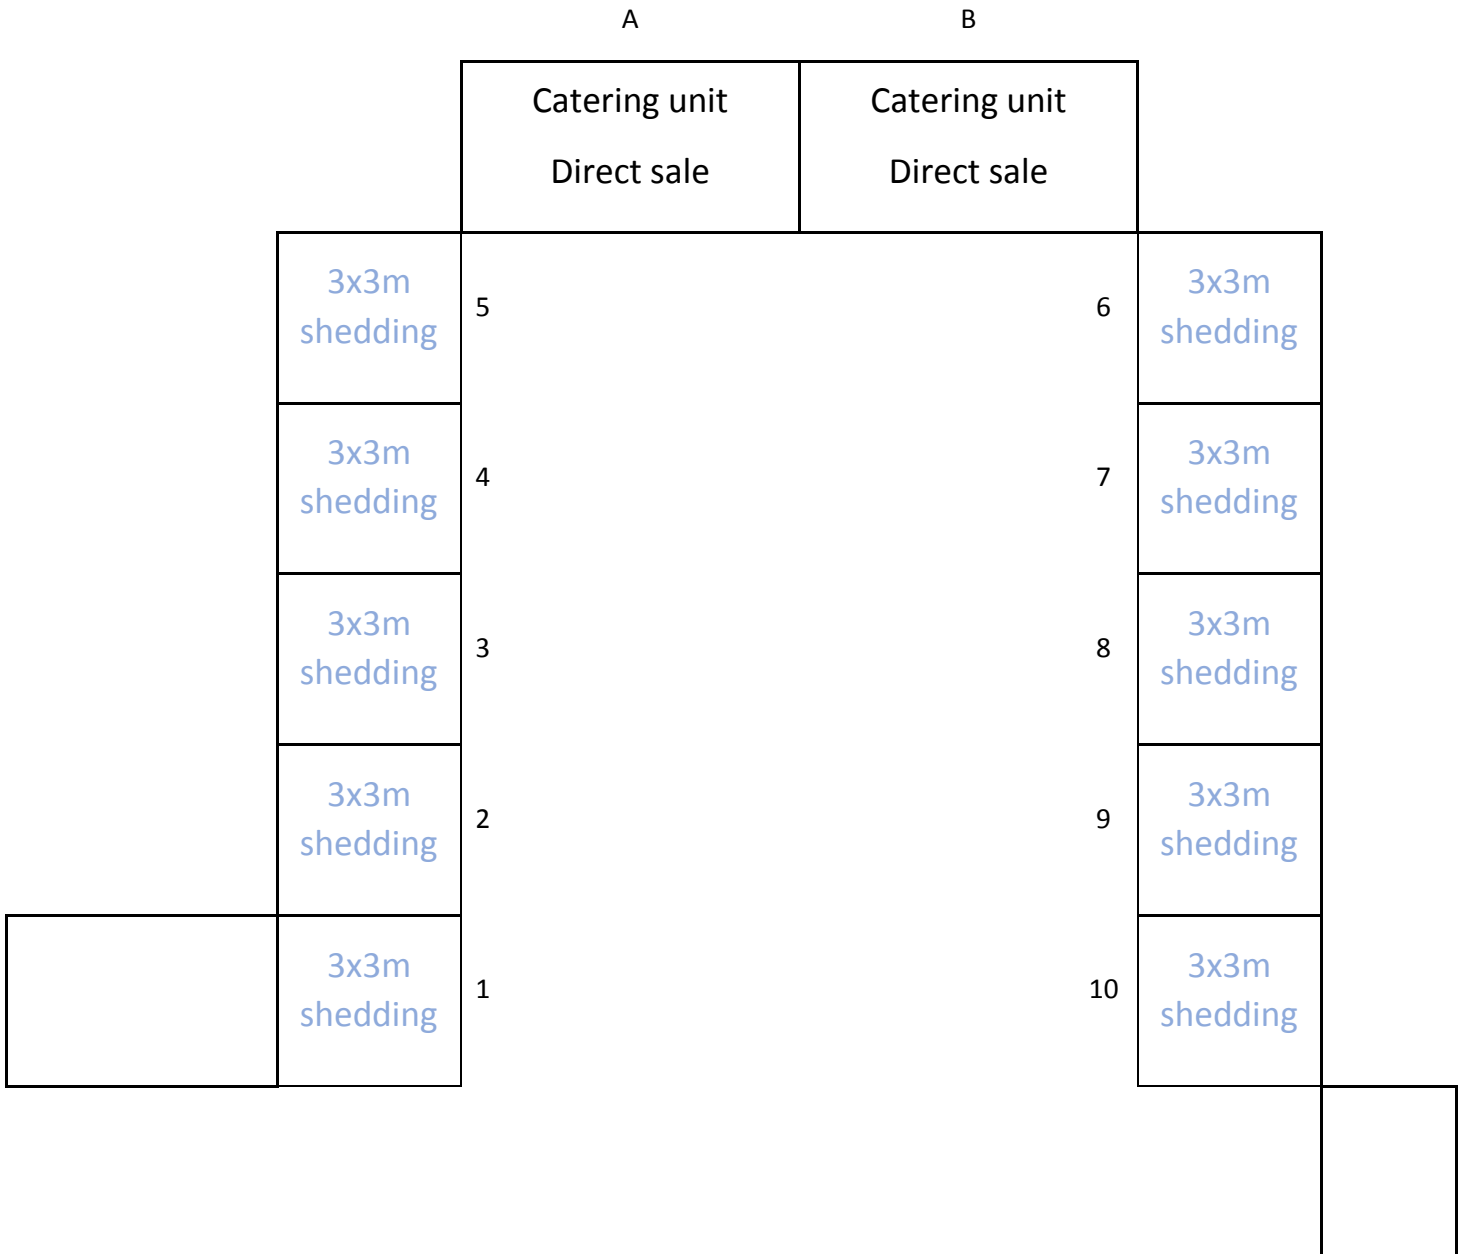 A
B
Catering unit
Direct sale
Catering unit
Direct sale
3x3m
shedding
5
6
3x3m
shedding
3x3m
shedding
4
7
3x3m
shedding
3x3m
shedding
3
8
3x3m
shedding
3x3m
shedding
2
9
3x3m
shedding
3x3m
shedding
1
10
3x3m
shedding